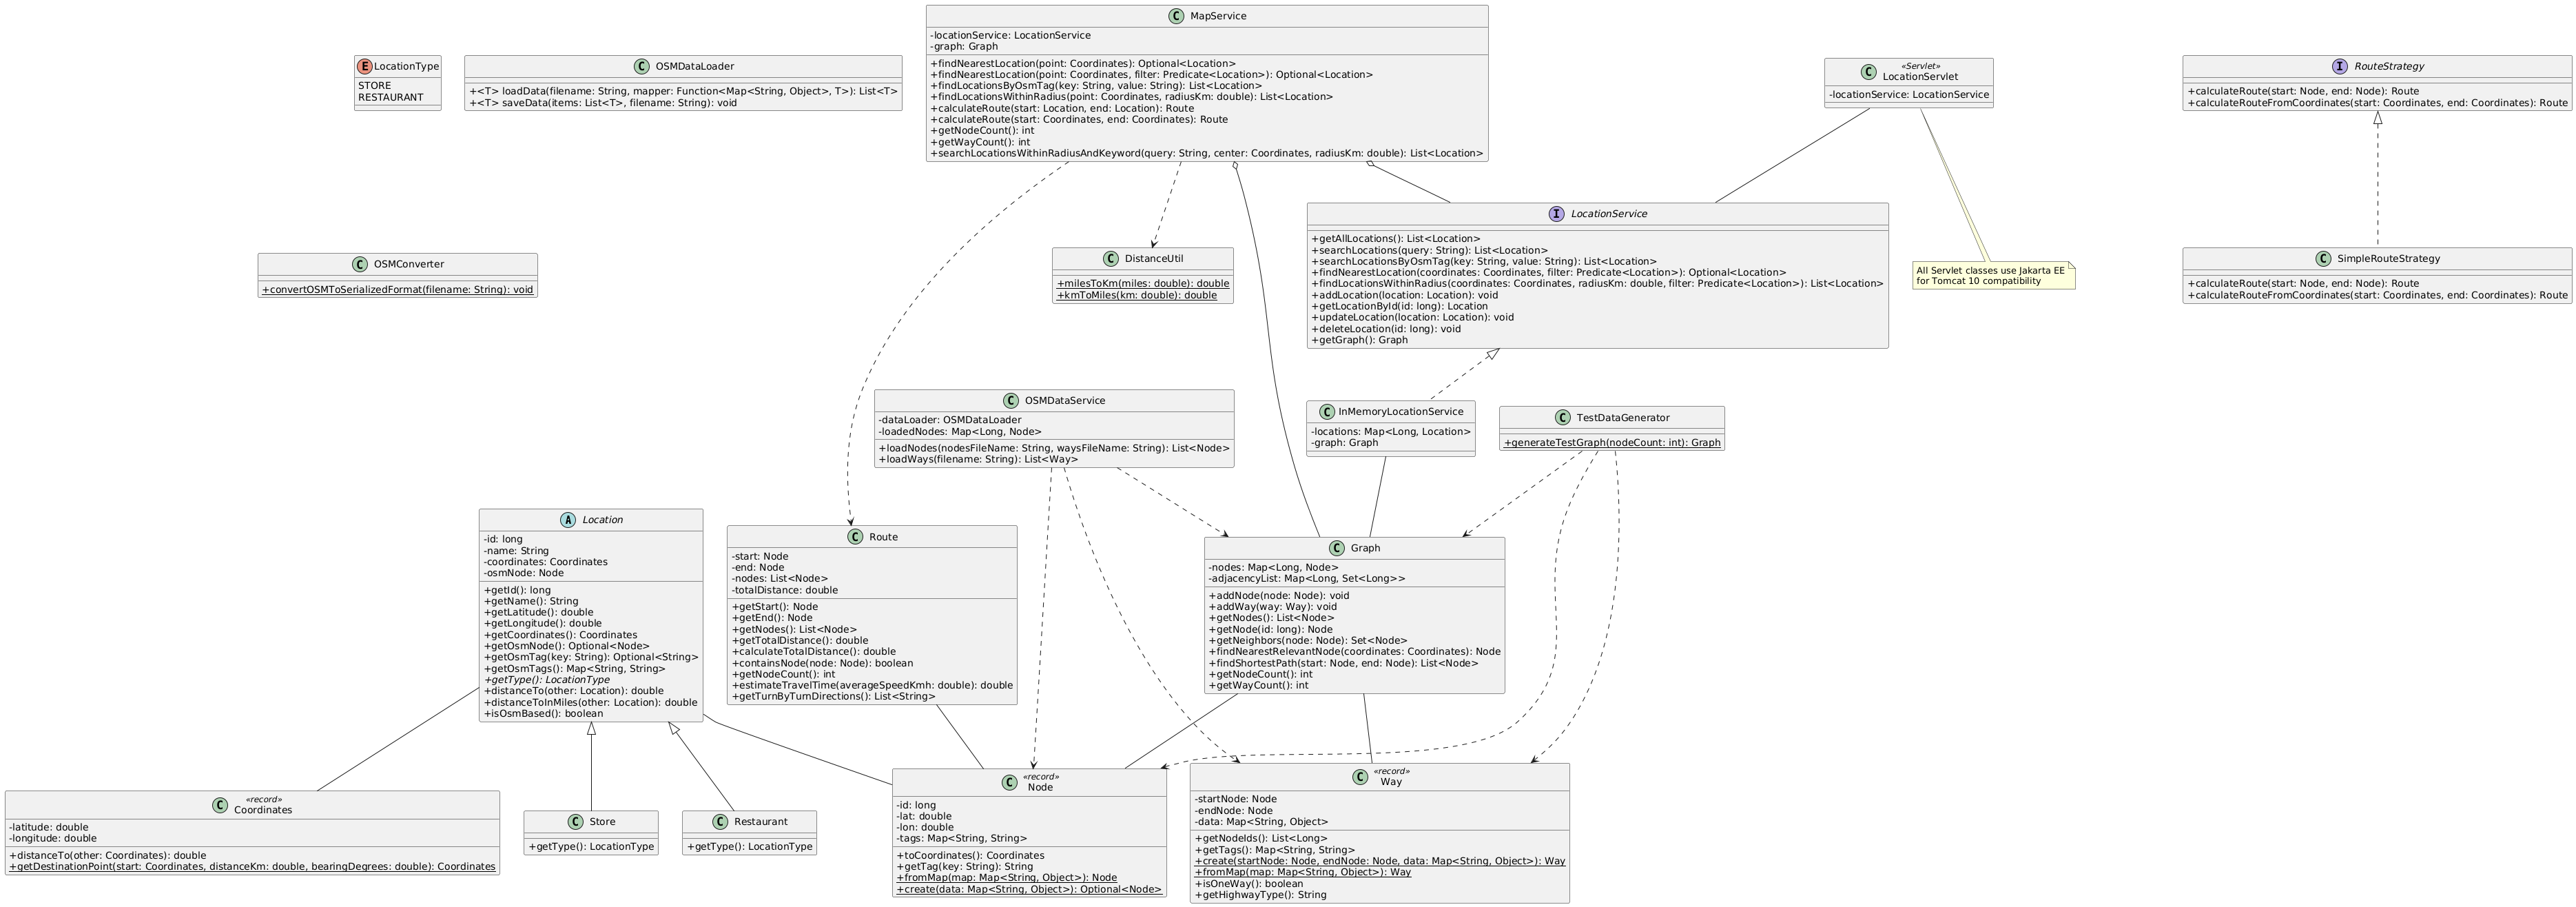 MapService
-locationService: LocationService
-graph: Graph
+findNearestLocation(point: Coordinates): Optional<Location>
+findNearestLocation(point: Coordinates, filter: Predicate<Location>): Optional<Location>
+findLocationsByOsmTag(key: String, value: String): List<Location>
+findLocationsWithinRadius(point: Coordinates, radiusKm: double): List<Location>
+calculateRoute(start: Location, end: Location): Route
+calculateRoute(start: Coordinates, end: Coordinates): Route
+getNodeCount(): int
+getWayCount(): int
+searchLocationsWithinRadiusAndKeyword(query: String, center: Coordinates, radiusKm: double): List<Location>
E LocationType
STORE
RESTAURANT
C OSMDataLoader
+<T> loadData(filename: String, mapper: Function<Map<String, Object>, T>): List<T>
+<T> saveData(items: List<T>, filename: String): void
C «Servlet»
LocationServlet
-locationService: LocationService
I RouteStrategy
+calculateRoute(start: Node, end: Node): Route
+calculateRouteFromCoordinates(start: Coordinates, end: Coordinates): Route
C OSMConverter
+convertOSMToSerializedFormat(filename: String): void
C DistanceUtil
+milesToKm(miles: double): double
+kmToMiles(km: double): double
I LocationService
+getAllLocations(): List<Location>
+searchLocations(query: String): List<Location>
+searchLocationsByOsmTag(key: String, value: String): List<Location>
+findNearestLocation(coordinates: Coordinates, filter: Predicate<Location>): Optional<Location>
+findLocationsWithinRadius(coordinates: Coordinates, radiusKm: double, filter: Predicate<Location>): List<Location>
+addLocation(location: Location): void
+getLocationById(id: long): Location
+updateLocation(location: Location): void
+deleteLocation(id: long): void
+getGraph(): Graph
All Servlet classes use Jakarta EE
for Tomcat 10 compatibility
C SimpleRouteStrategy
+calculateRoute(start: Node, end: Node): Route
+calculateRouteFromCoordinates(start: Coordinates, end: Coordinates): Route
C OSMDataService
-dataLoader: OSMDataLoader
-loadedNodes: Map<Long, Node>
+loadNodes(nodesFileName: String, waysFileName: String): List<Node>
+loadWays(filename: String): List<Way>
C InMemoryLocationService
-locations: Map<Long, Location>
-graph: Graph
C TestDataGenerator
+generateTestGraph(nodeCount: int): Graph
A Location
-id: long
-name: String
-coordinates: Coordinates
-osmNode: Node
+getId(): long
+getName(): String
+getLatitude(): double
+getLongitude(): double
+getCoordinates(): Coordinates
+getOsmNode(): Optional<Node>
+getOsmTag(key: String): Optional<String>
+getOsmTags(): Map<String, String>
+getType(): LocationType
+distanceTo(other: Location): double
+distanceToInMiles(other: Location): double
+isOsmBased(): boolean
C Route
-start: Node
-end: Node
-nodes: List<Node>
-totalDistance: double
+getStart(): Node
+getEnd(): Node
+getNodes(): List<Node>
+getTotalDistance(): double
+calculateTotalDistance(): double
+containsNode(node: Node): boolean
+getNodeCount(): int
+estimateTravelTime(averageSpeedKmh: double): double
+getTurnByTurnDirections(): List<String>
C Graph
-nodes: Map<Long, Node>
-adjacencyList: Map<Long, Set<Long>>
+addNode(node: Node): void
+addWay(way: Way): void
+getNodes(): List<Node>
+getNode(id: long): Node
+getNeighbors(node: Node): Set<Node>
+findNearestRelevantNode(coordinates: Coordinates): Node
+findShortestPath(start: Node, end: Node): List<Node>
+getNodeCount(): int
+getWayCount(): int
C «record»
Coordinates
-latitude: double
-longitude: double
+distanceTo(other: Coordinates): double
+getDestinationPoint(start: Coordinates, distanceKm: double, bearingDegrees: double): Coordinates
C Store
+getType(): LocationType
C Restaurant
+getType(): LocationType
C «record»
Node
-id: long
-lat: double
-lon: double
-tags: Map<String, String>
+toCoordinates(): Coordinates
+getTag(key: String): String
+fromMap(map: Map<String, Object>): Node
+create(data: Map<String, Object>): Optional<Node>
C «record»
Way
-startNode: Node
-endNode: Node
-data: Map<String, Object>
+getNodeIds(): List<Long>
+getTags(): Map<String, String>
+create(startNode: Node, endNode: Node, data: Map<String, Object>): Way
+fromMap(map: Map<String, Object>): Way
+isOneWay(): boolean
+getHighwayType(): String